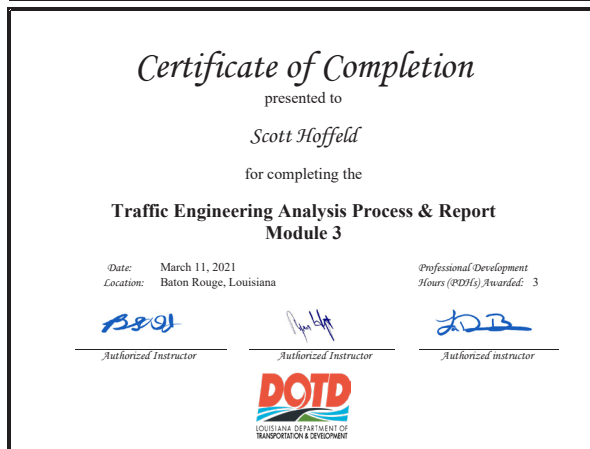 Certificate of Completion
presented to
Scott Hoffeld
for completing the
Traffic Engineering Analysis Process & Report
Module 3
Date: March 11, 2021
Location: Baton Rouge, Louisiana
Professional Development
Hours (PDHs) Awarded: 3
Authorized Instructor
Authorized Instructor
Authorized instructor
DOTD
LOUISIANA DEPARTMENT OF
TRANSPORTATION & DEVELOPMENT